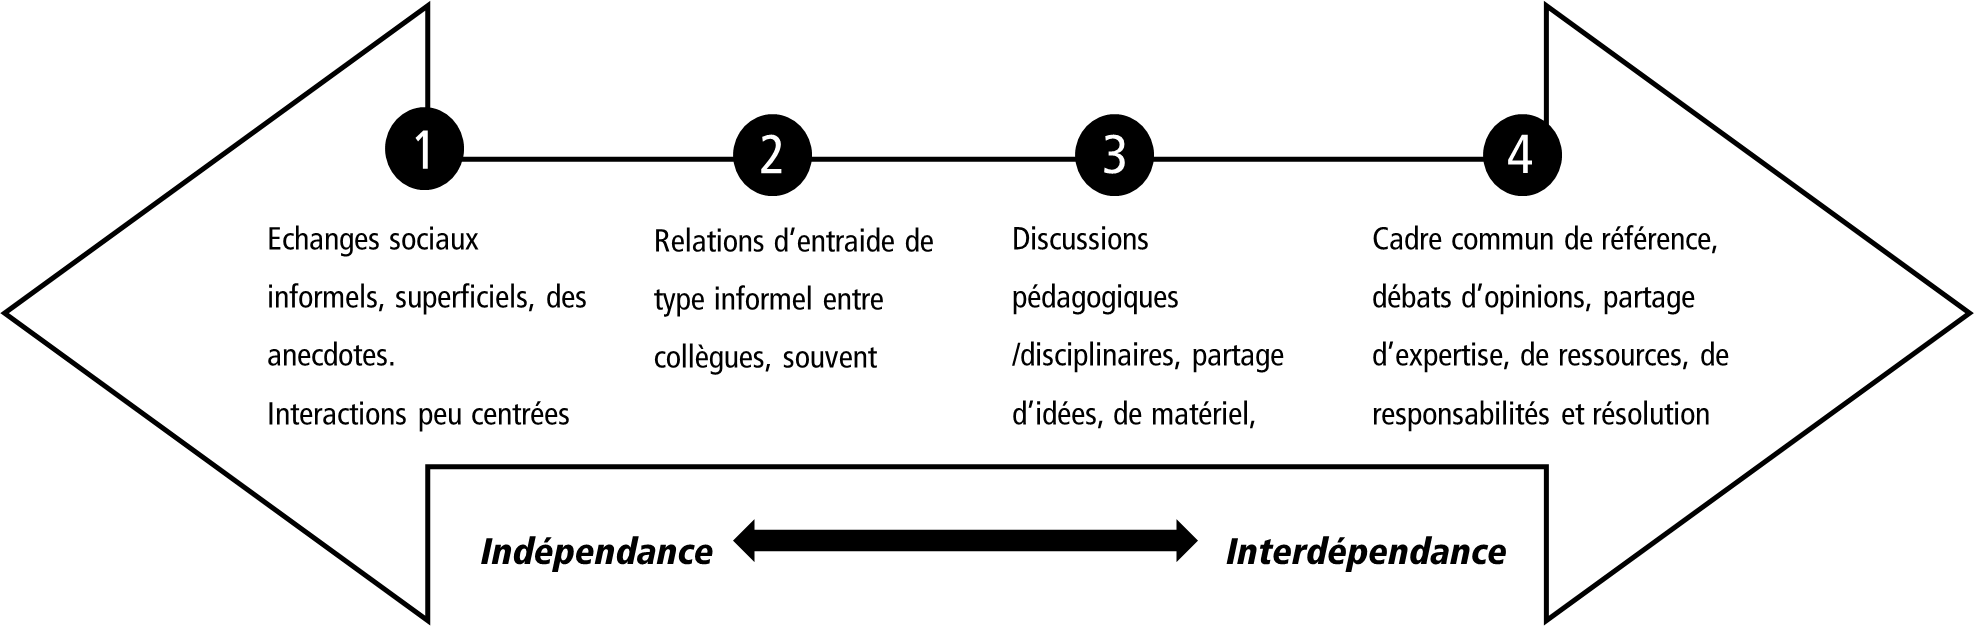 1
Echanges sociaux
informels, superficiels, des
anecdotes.
Interactions peu centrées
2
Relations d’entraide de
type informel entre
collègues, souvent
3
Discussions
pédagogiques
/disciplinaires, partage
d’idées, de matériel,
4
Cadre commun de référence,
débats d’opinions, partage
d’expertise, de ressources, de
responsabilités et résolution
Indépendance
Interdépendance